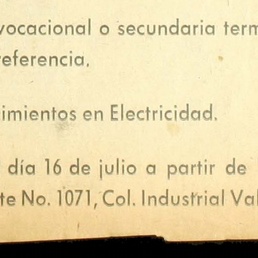 vocacional o secundaria term
referencia.
imientos en Electricidad.
día 16 de julio a partir de
te No. 1071, Col. Industrial Val